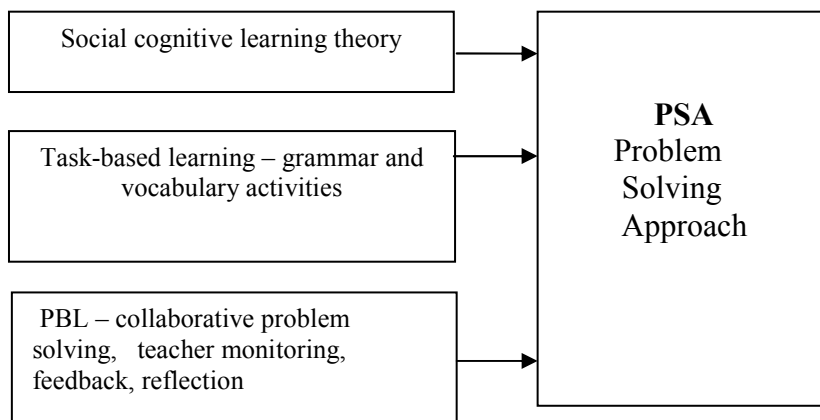 Social cognitive learning theory
Task-based learning – grammar and
vocabulary activities
PBL – collaborative problem
solving, teacher monitoring,
feedback, reflection
PSA
Problem
Solving
Approach